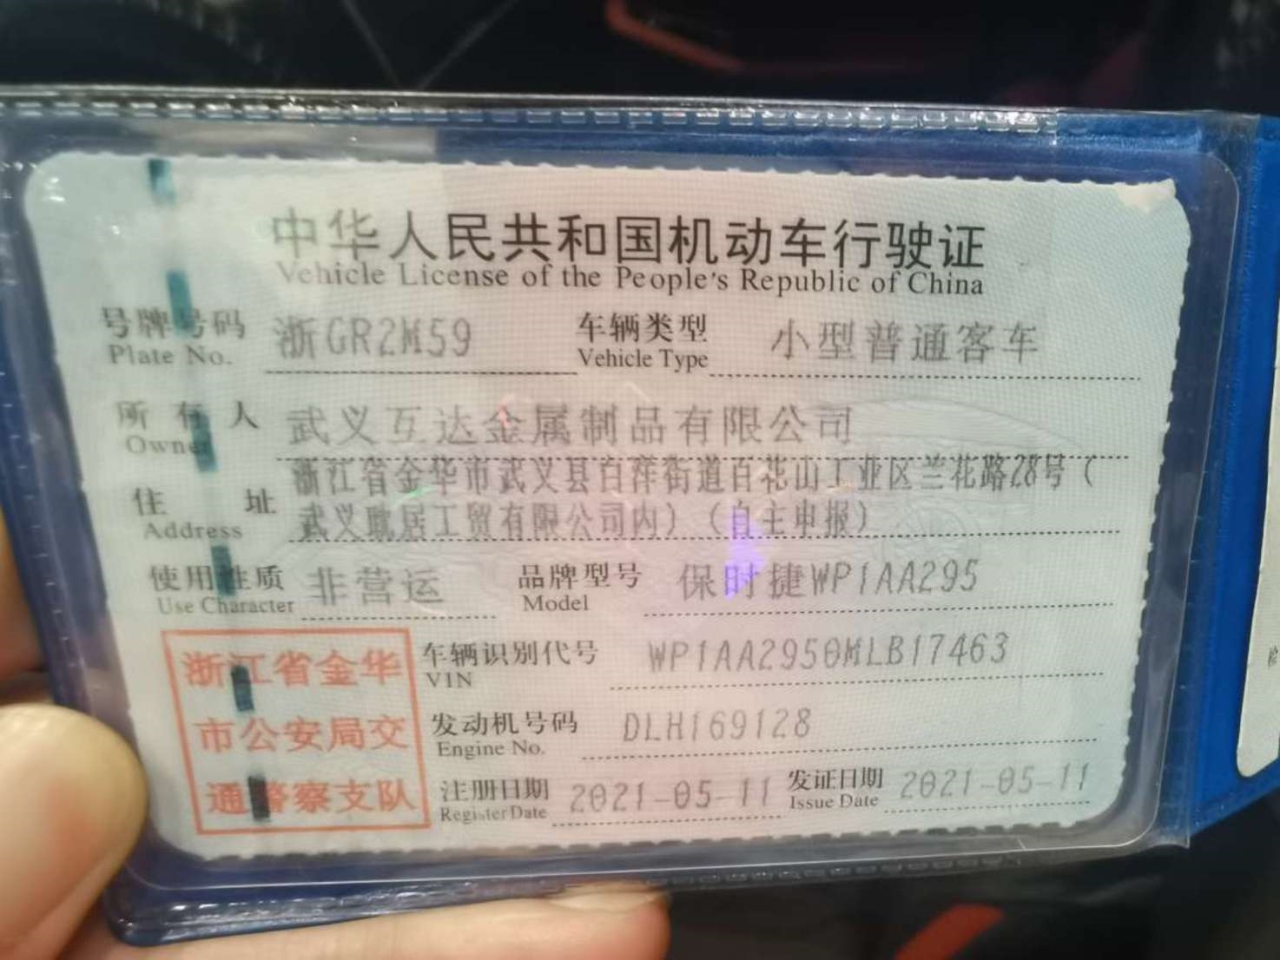 中华人民共和国机动车行驶证
Vehicle License of the People's Republic of China
号牌号码 浙GR2M59 车辆类型 小型普通客车
Plate No. Vehicle Type
所有人 武义互达金属制品有限公司
Owner
浙江省金华市武义县白洋街道百花山工业区兰花路28号(
住址 武义耽居工贸有限公司内)(自主申报)
Address
使用性质 非营运 品牌型号 保时捷WP1AA295
Use Character Model
浙江省金华 车辆识别代号 WP1AA2950MLB17463
VIN
市公安局交 发动机号码 DLH169128
Engine No.
通警察支队 注册日期 2021-05-11 发证日期 2021-05-11
Register Date Issue Date